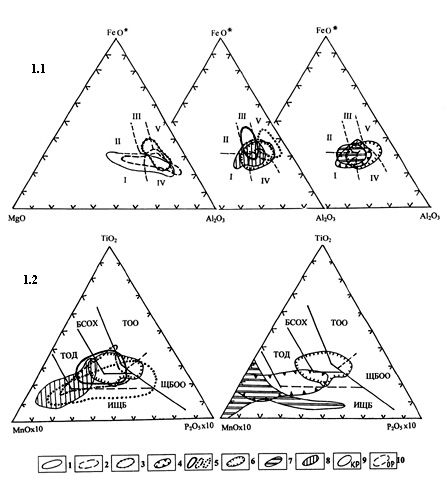 FeO* FeO* FeO*
1.1
III V III V III V
II II II
I IV I IV I IV
MgO Al₂O₃ Al₂O₃ Al₂O₃
TiO₂ TiO₂
1.2
БСОХ ТОО БСОХ ТОО
ТОД ЩБОО ТОД ЩБОО
ИЩБ ИЩБ
MnOx10 P₂O₅x10 MnOx10 P₂O₅x10
1 2 3 4 5 6 7 8 КР 9 ОР 10